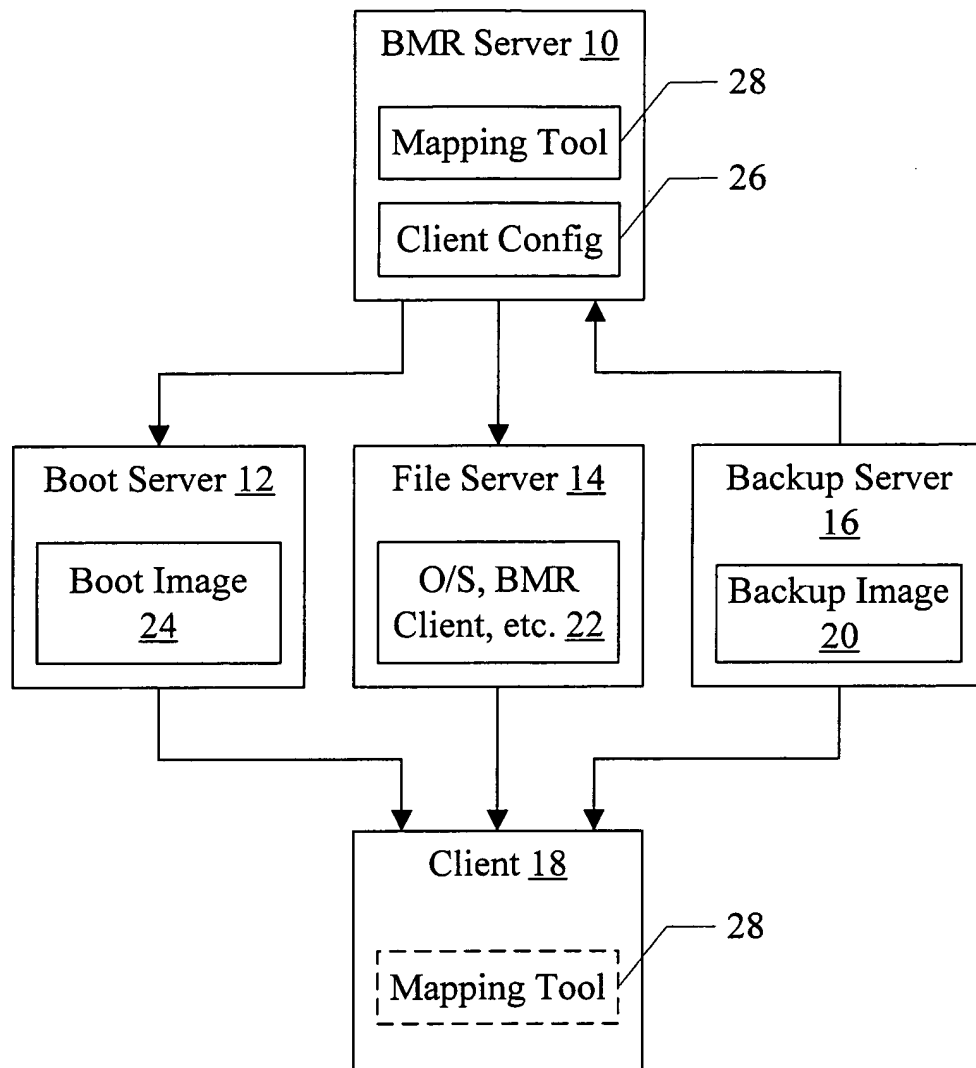 BMR Server 10
28
Mapping Tool
26
Client Config
Boot Server 12
Boot Image
24
File Server 14
O/S, BMR
Client, etc. 22
Backup Server
16
Backup Image
20
Client 18
28
Mapping Tool